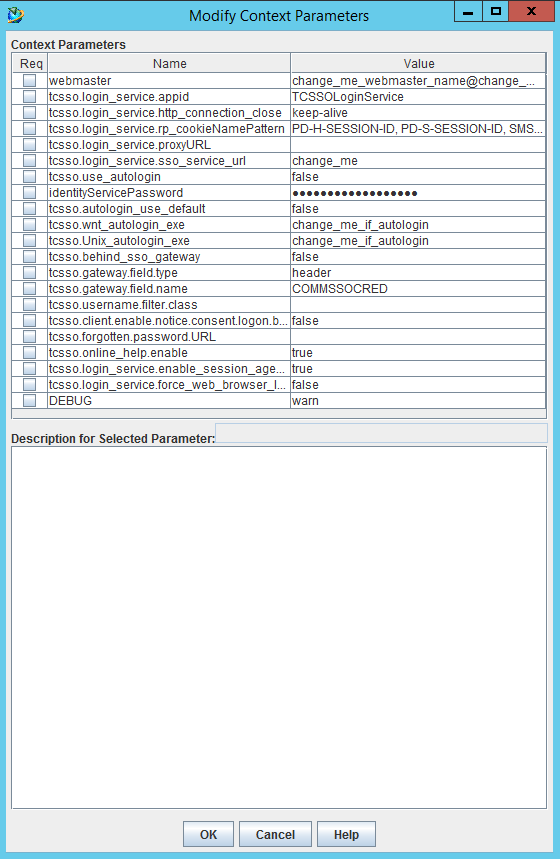 Modify Context Parameters
Context Parameters
Req Name Value
webmaster change_me_webmaster_name@change_...
tcsso.login_service.appid TCSSOLoginService
tcsso.login_service.http_connection_close keep-alive
tcsso.login_service.rp_cookieNamePattern PD-H-SESSION-ID, PD-S-SESSION-ID, SMS...
tcsso.login_service.proxyURL
tcsso.login_service.sso_service_url change_me
tcsso.use_autologin false
identityServicePassword ●●●●●●●●●●●●●●●●●●
tcsso.autologin_use_default false
tcsso.wnt_autologin_exe change_me_if_autologin
tcsso.Unix_autologin_exe change_me_if_autologin
tcsso.behind_sso_gateway false
tcsso.gateway.field.type header
tcsso.gateway.field.name COMMSSOCRED
tcsso.username.filter.class
tcsso.client.enable.notice.consent.logon.b... false
tcsso.forgotten.password.URL
tcsso.online_help.enable true
tcsso.login_service.enable_session_age... true
tcsso.login_service.force_web_browser_l... false
DEBUG warn
Description for Selected Parameter:
OK Cancel Help